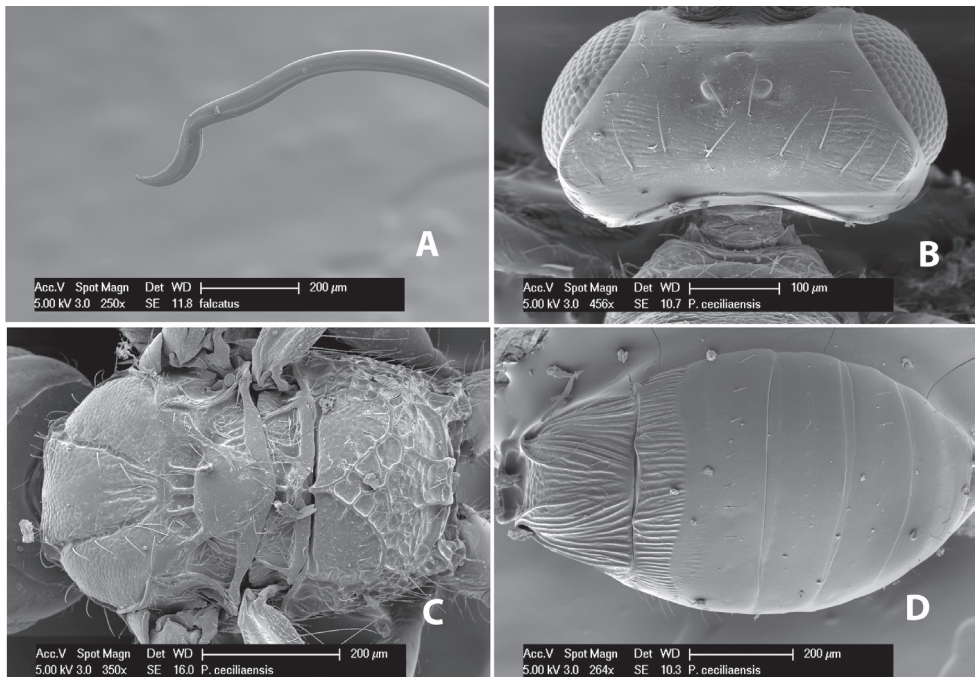 A
Acc.V Spot Magn Det WD 200 µm
5.00 kV 3.0 250x SE 11.8 falcatus
B
Acc.V Spot Magn Det WD 100 µm
5.00 kV 3.0 456x SE 10.7 P. ceciliaensis
C
Acc.V Spot Magn Det WD 200 µm
5.00 kV 3.0 350x SE 16.0 P. ceciliaensis
D
Acc.V Spot Magn Det WD 200 µm
5.00 kV 3.0 264x SE 10.3 P. ceciliaensis